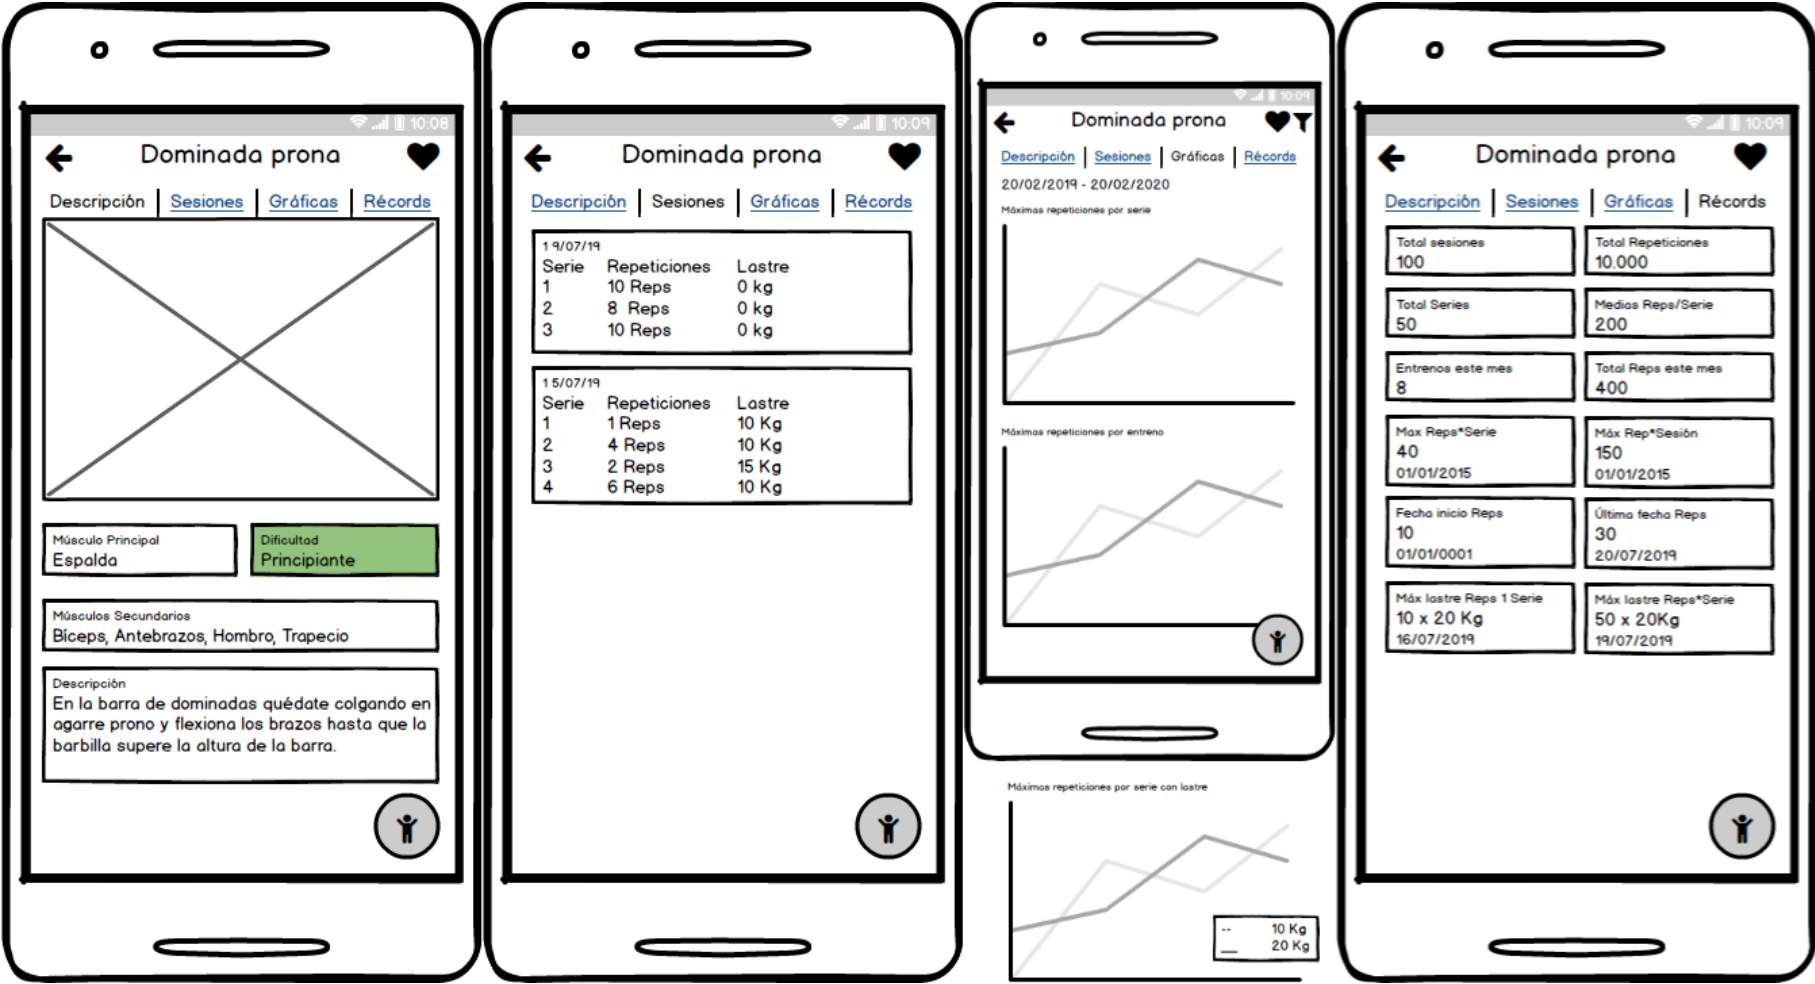 10:08
Dominada prona
Descripción Sesiones Gráficas Récords
Músculo Principal
Espalda
Dificultad
Principiante
Músculos Secundarios
Bíceps, Antebrazos, Hombro, Trapecio
Descripción
En la barra de dominadas quédate colgando en
agarre prono y flexiona los brazos hasta que la
barbilla supere la altura de la barra.
10:09
Dominada prona
Descripción Sesiones Gráficas Récords
19/07/19
Serie Repeticiones Lastre
1 10 Reps 0 kg
2 8 Reps 0 kg
3 10 Reps 0 kg
15/07/19
Serie Repeticiones Lastre
1 1 Reps 10 Kg
2 4 Reps 10 Kg
3 2 Reps 15 Kg
4 6 Reps 10 Kg
10:09
Dominada prona
Descripción Sesiones Gráficas Récords
20/02/2019 - 20/02/2020
Máximas repeticiones por serie
Máximas repeticiones por entreno
Máximas repeticiones por serie con lastre
-- 10 Kg
__ 20 Kg
10:09
Dominada prona
Descripción Sesiones Gráficas Récords
Total sesiones
100
Total Repeticiones
10.000
Total Series
50
Medias Reps/Serie
200
Entrenos este mes
8
Total Reps este mes
400
Max Reps*Serie
40
01/01/2015
Máx Rep*Sesión
150
01/01/2015
Fecha inicio Reps
10
01/01/0001
Última fecha Reps
30
20/07/2019
Máx lastre Reps 1 Serie
10 x 20 Kg
16/07/2019
Máx lastre Reps*Serie
50 x 20Kg
19/07/2019